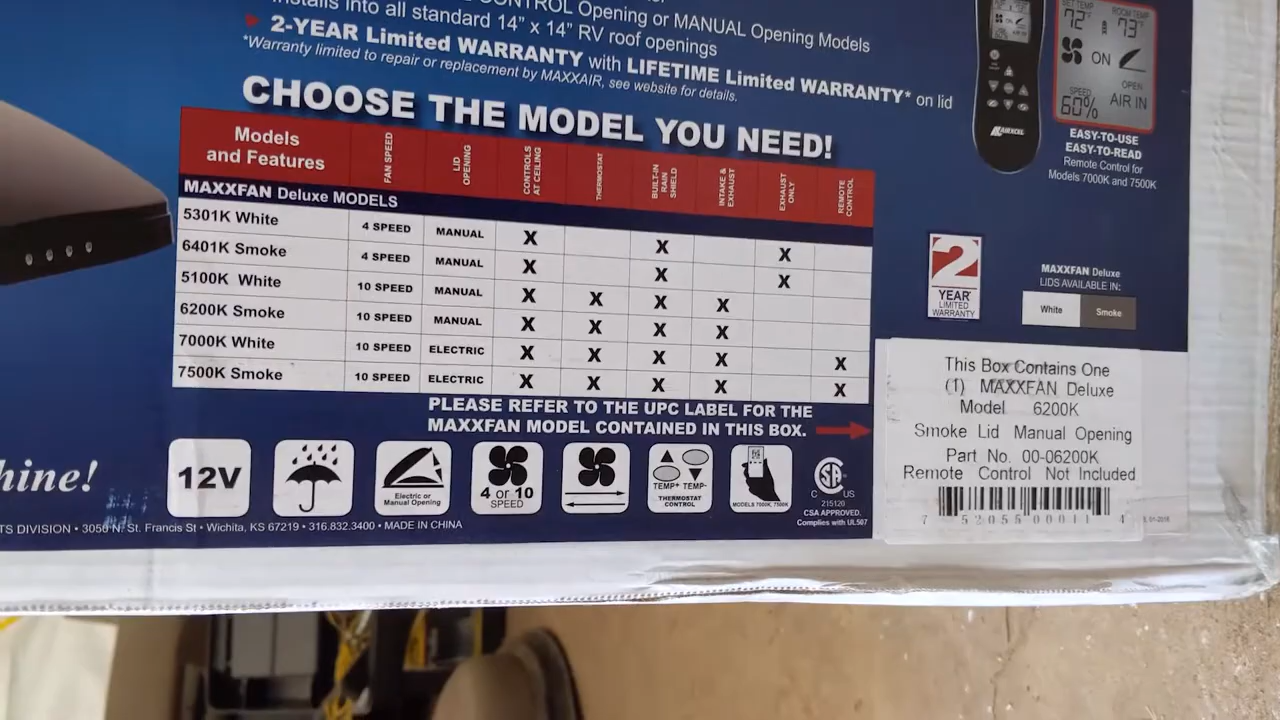 CONTROL Opening or MANUAL Opening Models
Installs into all standard 14" x 14" RV roof openings
2-YEAR Limited WARRANTY with LIFETIME Limited WARRANTY* on lid
*Warranty limited to repair or replacement by MAXXAIR, see website for details.
CHOOSE THE MODEL YOU NEED!
Models and Features FAN SPEED LID OPENING CONTROLS AT CEILING THERMOSTAT BUILT-IN RAIN SHIELD INTAKE & EXHAUST EXHAUST ONLY REMOTE CONTROL
MAXXFAN Deluxe MODELS
5301K White 4 SPEED MANUAL X X X
6401K Smoke 4 SPEED MANUAL X X X
5100K White 10 SPEED MANUAL X X X X
6200K Smoke 10 SPEED MANUAL X X X X
7000K White 10 SPEED ELECTRIC X X X X X
7500K Smoke 10 SPEED ELECTRIC X X X X X
PLEASE REFER TO THE UPC LABEL FOR THE
MAXXFAN MODEL CONTAINED IN THIS BOX.
hine!
12V
Electric or
Manual Opening
4 OR 10
SPEED
TEMP+ TEMP-
THERMOSTAT
CONTROL
MODELS 7000K, 7500K
C US
215120
CSA APPROVED.
Complies with UL507
TS DIVISION • 3056 N. St. Francis St • Wichita, KS 67219 • 316.832.3400 • MADE IN CHINA
SET TEMP ROOM TEMP
72°F 73°F
ON
OPEN
SPEED
60% AIR IN
AIRXCEL
EASY-TO-USE
EASY-TO-READ
Remote Control for
Models 7000K and 7500K
2
YEAR
LIMITED
WARRANTY
MAXXFAN Deluxe
LIDS AVAILABLE IN:
White Smoke
This Box Contains One
(1) MAXXFAN Deluxe
Model 6200K
Smoke Lid Manual Opening
Part No. 00-06200K
Remote Control Not Included
7 52055 00011 4